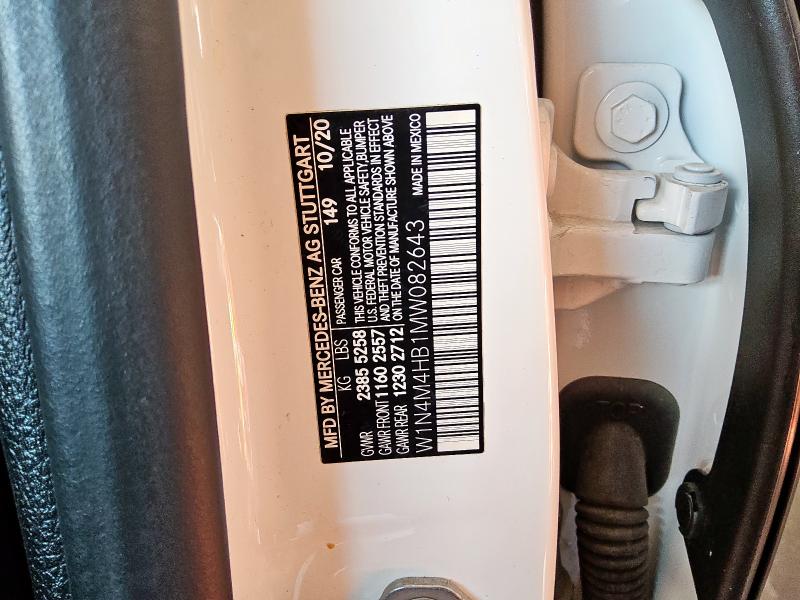 MFD BY MERCEDES-BENZ AG STUTTGART
KG LBS PASSENGER CAR 149 10/20
GVWR 2385 5258 THIS VEHICLE CONFORMS TO ALL APPLICABLE
GAWR FRONT 1160 2557 U.S. FEDERAL MOTOR VEHICLE SAFETY,BUMPER
GAWR REAR 1230 2712 AND THEFT PREVENTION STANDARDS IN EFFECT
ON THE DATE OF MANUFACTURE SHOWN ABOVE
W1N4M4HB1MW082643 MADE IN MEXICO
TOP